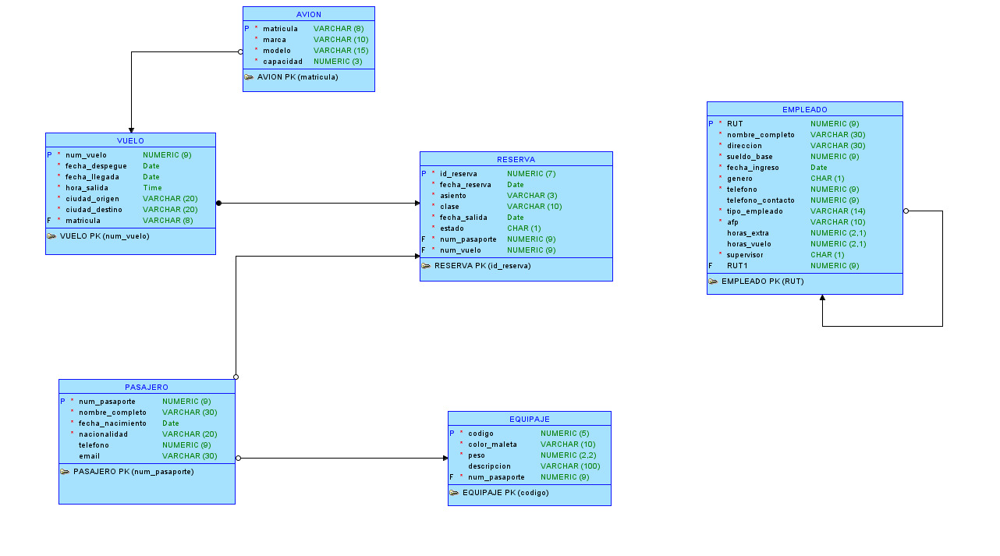 AVION
P * matricula VARCHAR (8)
* marca VARCHAR (10)
* modelo VARCHAR (15)
* capacidad NUMERIC (3)
AVION PK (matricula)
VUELO
P * num_vuelo NUMERIC (9)
* fecha_despegue Date
* fecha_llegada Date
* hora_salida Time
* ciudad_origen VARCHAR (20)
* ciudad_destino VARCHAR (20)
F * matricula VARCHAR (8)
VUELO PK (num_vuelo)
RESERVA
P * id_reserva NUMERIC (7)
* fecha_reserva Date
* asiento VARCHAR (3)
* clase VARCHAR (10)
* fecha_salida Date
* estado CHAR (1)
F * num_pasaporte NUMERIC (9)
F * num_vuelo NUMERIC (9)
RESERVA PK (id_reserva)
EMPLEADO
P * RUT NUMERIC (9)
* nombre_completo VARCHAR (30)
* direccion VARCHAR (30)
* sueldo_base NUMERIC (9)
* fecha_ingreso Date
* genero CHAR (1)
* telefono NUMERIC (9)
telefono_contacto NUMERIC (9)
* tipo_empleado VARCHAR (14)
* afp VARCHAR (10)
horas_extra NUMERIC (2,1)
horas_vuelo NUMERIC (2,1)
* supervisor CHAR (1)
F RUT1 NUMERIC (9)
EMPLEADO PK (RUT)
PASAJERO
P * num_pasaporte NUMERIC (9)
* nombre_completo VARCHAR (30)
* fecha_nacimiento Date
* nacionalidad VARCHAR (20)
telefono NUMERIC (9)
email VARCHAR (30)
PASAJERO PK (num_pasaporte)
EQUIPAJE
P * codigo NUMERIC (5)
* color_maleta VARCHAR (10)
* peso NUMERIC (2,2)
descripcion VARCHAR (100)
F * num_pasaporte NUMERIC (9)
EQUIPAJE PK (codigo)